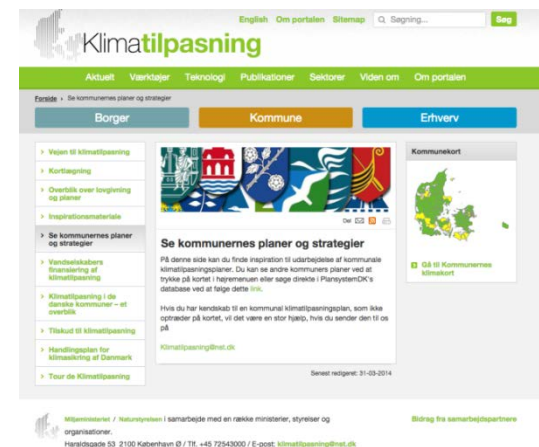 English Om portalen Sitemap Søgning... Søg
Klimatilpasning
Aktuelt Værktøjer Teknologi Publikationer Sektorer Viden om Om portalen
Forside › Se kommunernes planer og strategier
Borger Kommune Erhverv
› Vejen til klimatilpasning
› Kortlægning
› Overblik over lovgivning
og planer
› Inspirationsmateriale
› Se kommunernes planer
og strategier
› Vandselskabers
finansiering af
klimatilpasning
› Klimatilpasning i de
danske kommuner – et
overblik
› Tilskud til klimatilpasning
› Handlingsplan for
klimasikring af Danmark
› Tour de Klimatilpasning
Del
Se kommunernes planer og strategier
På denne side kan du finde inspiration til udarbejdelse af kommunale
klimatilpasningsplaner. Du kan se andre kommuners planer ved at
trykke på kortet i højremenuen eller søge direkte i PlansystemDK's
database ved at følge dette link.
Hvis du har kendskab til en kommunal klimatilpasningsplan, som ikke
optræder på kortet, vil det være en stor hjælp, hvis du sender den til os
på
Klimatilpasning@nst.dk
Senest redigeret: 31-03-2014
Kommunekort
Gå til Kommunernes
klimakort
Miljøministeriet / Naturstyrelsen i samarbejde med en række ministerier, styrelser og
organisationer.
Haraldsgade 53 2100 København Ø / Tlf. +45 72543000 / E-post: klimatilpasning@nst.dk
Bidrag fra samarbejdspartnere